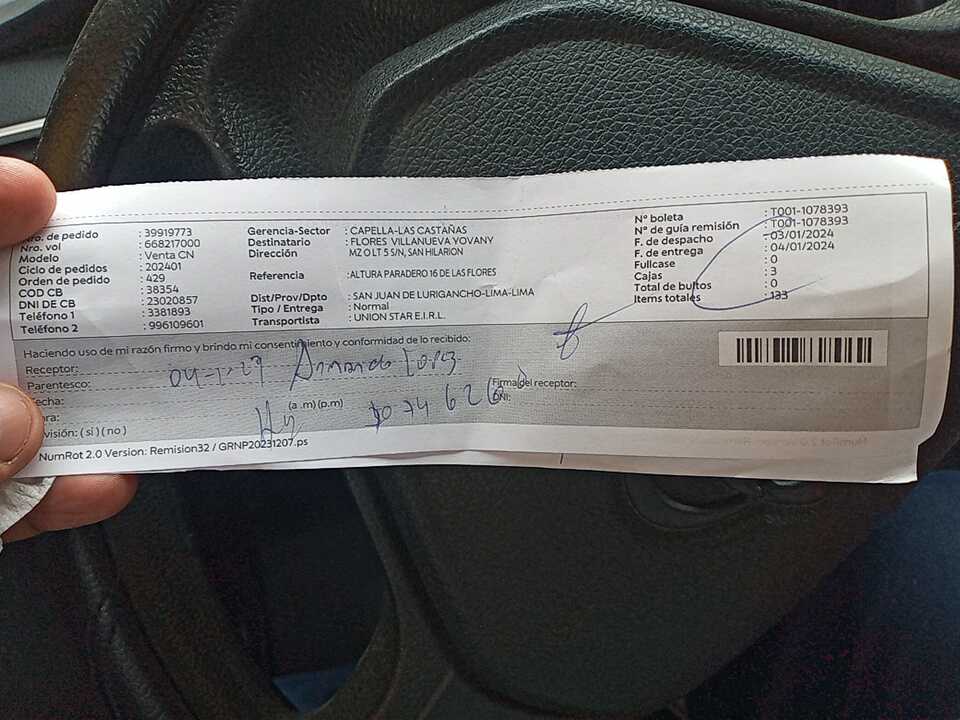 Nro. de pedido : 39919773
Nro. vol : 668217000
Modelo : Venta CN
Ciclo de pedidos : 202401
Orden de pedido : 429
COD CB : 38354
DNI DE CB : 23020857
Teléfono 1 : 3381893
Teléfono 2 : 996109601
Gerencia-Sector : CAPELLA-LAS CASTAÑAS
Destinatario : FLORES VILLANUEVA YOVANY
Dirección : MZ O LT 5 S/N, SAN HILARION
Referencia : ALTURA PARADERO 16 DE LAS FLORES
Dist/Prov/Dpto : SAN JUAN DE LURIGANCHO-LIMA-LIMA
Tipo / Entrega : Normal
Transportista : UNION STAR E.I.R.L.
N° boleta : T001-1078393
N° de guía remisión : T001-1078393
F. de despacho : 03/01/2024
F. de entrega : 04/01/2024
Fullcase : 0
Cajas : 3
Total de bultos : 0
Items totales : 133
Haciendo uso de mi razón firmo y brindo mi consentimiento y conformidad de lo recibido:
Receptor: Armando Lopez
Parentesco:
Fecha:
(a .m) (p.m)
Firma del receptor:
DNI:
visión: ( si ) ( no )
NumRot 2.0 Version: Remision32 / GRNP20231207.ps